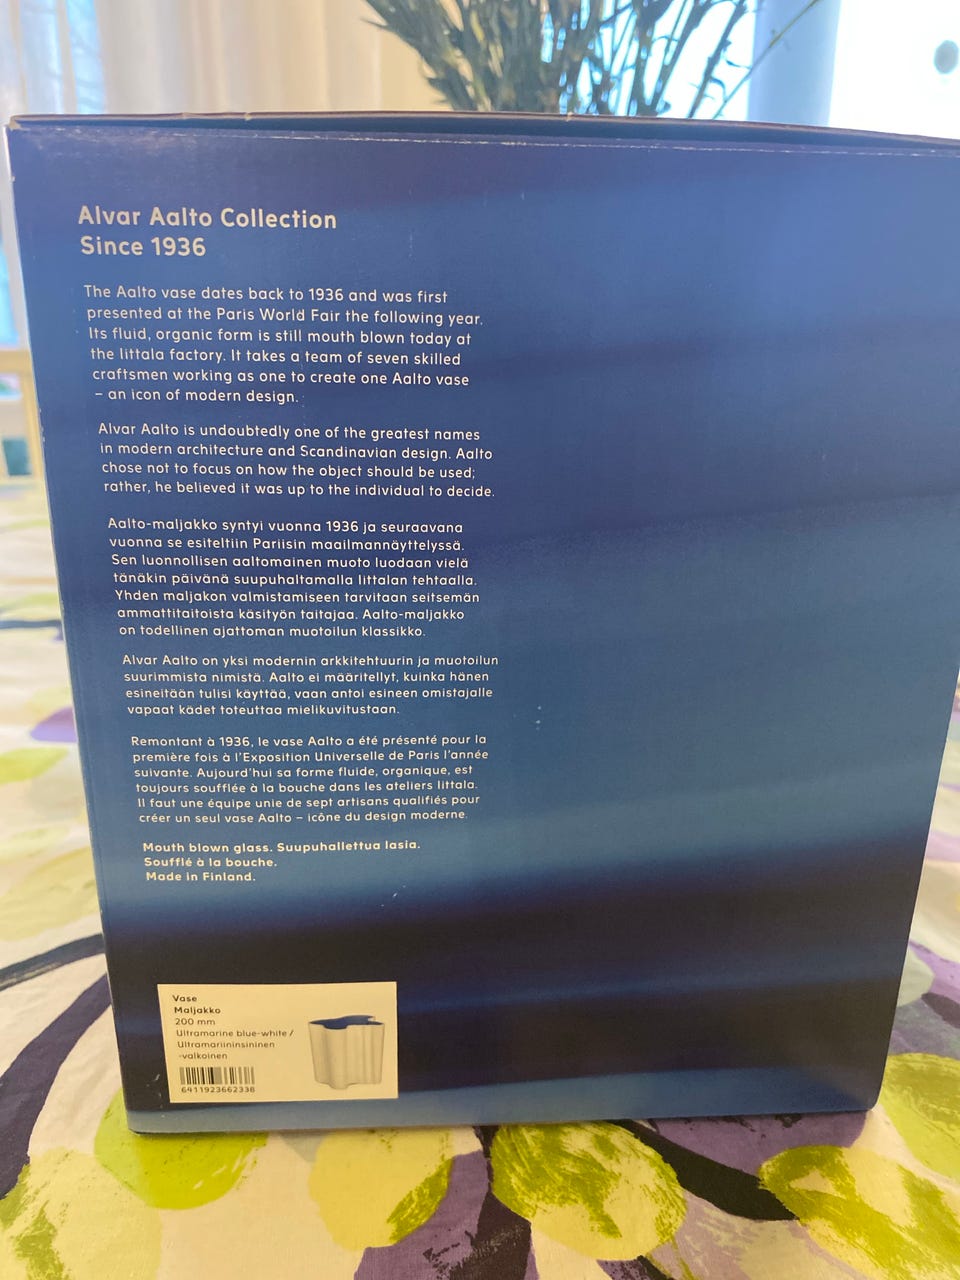 Alvar Aalto Collection
Since 1936
The Aalto vase dates back to 1936 and was first
presented at the Paris World Fair the following year.
Its fluid, organic form is still mouth blown today at
the Iittala factory. It takes a team of seven skilled
craftsmen working as one to create one Aalto vase
– an icon of modern design.
Alvar Aalto is undoubtedly one of the greatest names
in modern architecture and Scandinavian design. Aalto
chose not to focus on how the object should be used;
rather, he believed it was up to the individual to decide.
Aalto-maljakko syntyi vuonna 1936 ja seuraavana
vuonna se esiteltiin Pariisin maailmannäyttelyssä.
Sen luonnollisen aaltomainen muoto luodaan vielä
tänäkin päivänä suupuhaltamalla Iittalan tehtaalla.
Yhden maljakon valmistamiseen tarvitaan seitsemän
ammattitaitoista käsityön taitajaa. Aalto-maljakko
on todellinen ajattoman muotoilun klassikko.
Alvar Aalto on yksi modernin arkkitehtuurin ja muotoilun
suurimmista nimistä. Aalto ei määritellyt, kuinka hänen
esineitään tulisi käyttää, vaan antoi esineen omistajalle
vapaat kädet toteuttaa mielikuvitustaan.
Remontant à 1936, le vase Aalto a été présenté pour la
première fois à l'Exposition Universelle de Paris l'année
suivante. Aujourd'hui sa forme fluide, organique, est
toujours soufflée à la bouche dans les ateliers Iittala.
Il faut une équipe unie de sept artisans qualifiés pour
créer un seul vase Aalto – icône du design moderne.
Mouth blown glass. Suupuhallettua lasia.
Soufflé à la bouche.
Made in Finland.
Vase
Maljakko
200 mm
Ultramarine blue-white /
Ultramariininsininen
-valkoinen
6411923662338